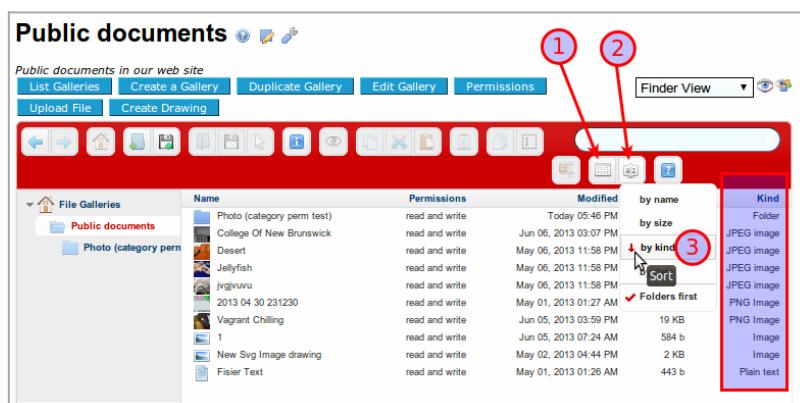 Public documents
1
2
Public documents in our web site
List Galleries Create a Gallery Duplicate Gallery Edit Gallery Permissions
Finder View
Upload File Create Drawing
File Galleries
Public documents
Photo (category perm
Name Permissions Modified Kind
Photo (category perm test) read and write Today 05:46 PM Folder
College Of New Brunswick read and write Jun 06, 2013 03:07 PM JPEG image
Desert read and write May 06, 2013 11:58 PM JPEG image
Jellyfish read and write May 06, 2013 11:58 PM JPEG image
jvgjvuvu read and write May 06, 2013 11:58 PM JPEG image
2013 04 30 231230 read and write May 01, 2013 01:27 AM PNG Image
Vagrant Chilling read and write Jun 05, 2013 03:59 PM 19 KB PNG Image
1 read and write Jun 05, 2013 07:24 AM 584 b Image
New Svg Image drawing read and write May 02, 2013 04:44 PM 2 KB Image
Fisier Text read and write May 01, 2013 01:26 AM 443 b Plain text
by name
by size
by kind
3
Sort
Folders first